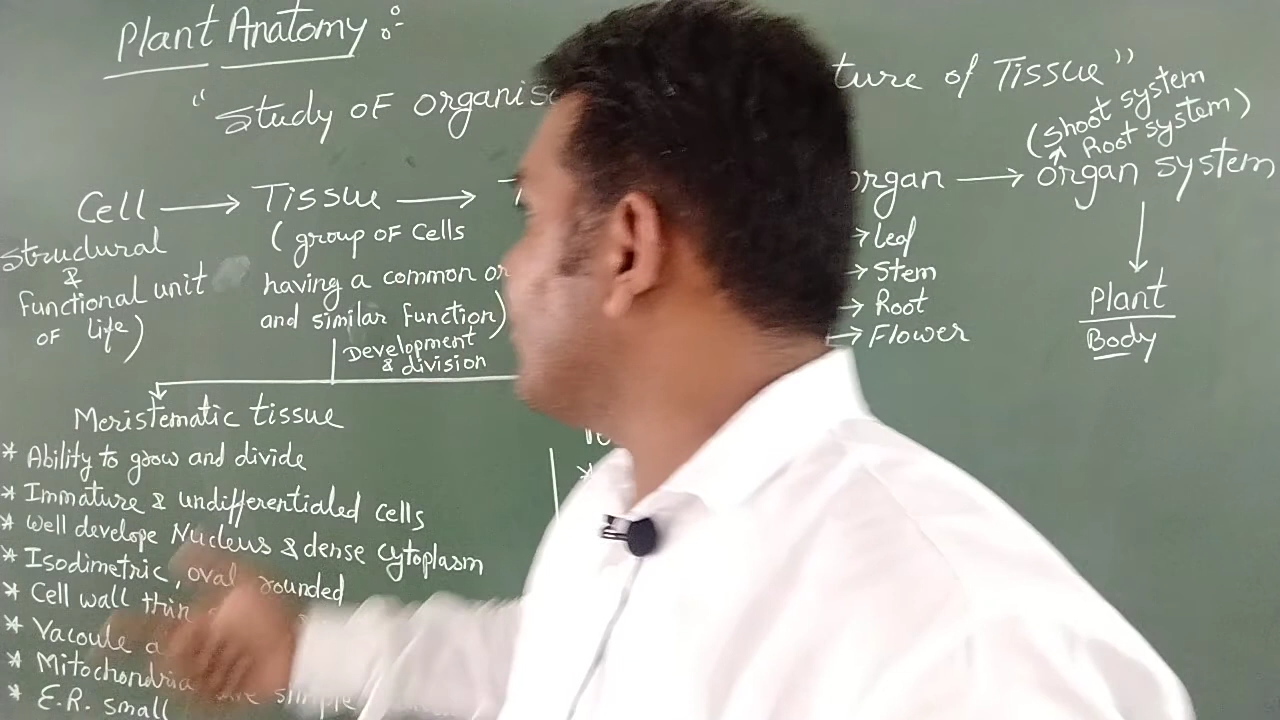 Plant Anatomy :-
"Study of organis
ture of Tissue"
(Shoot system
Root system)
Cell → Tissue →
organ → organ system
Structural
&
Functional unit
of life)
(group of cells
having a common or
and similar function)
→ Leaf
→ Stem
→ Root
→ Flower
Plant
Body
Development
& division
Meristematic tissue
* Ability to grow and divide
* Immature & undifferentialed cells
* Well develope Nucleus & dense cytoplasm
* Isodimetric, oval rounded
* Cell wall thin
* Vacoule a
* Mitochondria are simple
* E.R. small